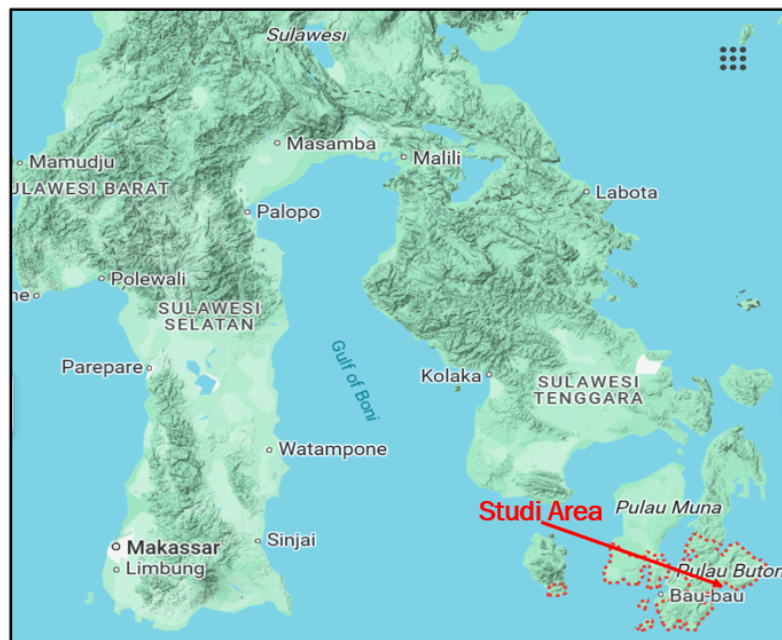 Sulawesi
Masamba
Mamudju
Malili
ULAWESI BARAT
Labota
Palopo
Polewali
ne
SULAWESI
SELATAN
Gulf of Boni
Parepare
Kolaka
SULAWESI
TENGGARA
Watampone
Studi Area
Pulau Muna
Makassar
Sinjai
Limbung
Pulau Buton
Bau-bau